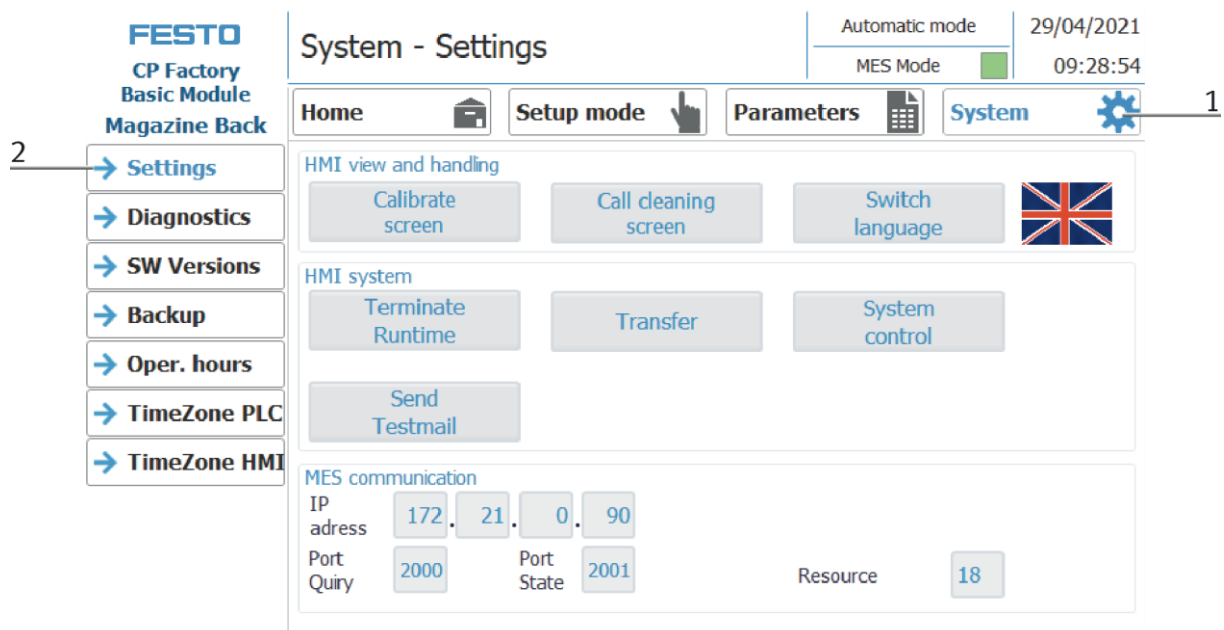 FESTO
CP Factory
Basic Module
Magazine Back
System - Settings
Automatic mode
MES Mode
29/04/2021
09:28:54
Home
Setup mode
Parameters
System
1
2
Settings
Diagnostics
SW Versions
Backup
Oper. hours
TimeZone PLC
TimeZone HMI
HMI view and handling
Calibrate
screen
Call cleaning
screen
Switch
language
HMI system
Terminate
Runtime
Transfer
System
control
Send
Testmail
MES communication
IP
adress
172. 21. 0. 90
Port
Quiry
2000
Port
State
2001
Resource
18